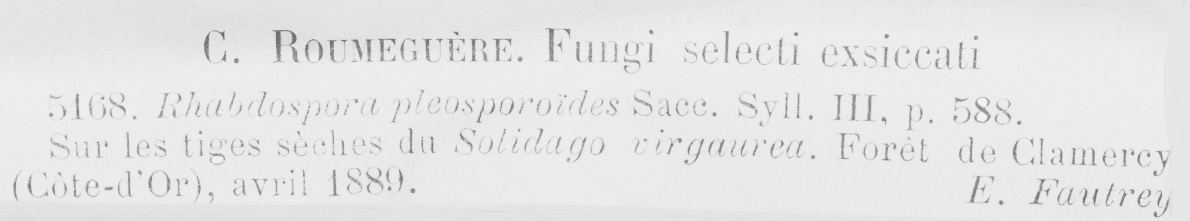 C. ROUMEGUÈRE. Fungi selecti exsiccati
5168. Rhabdospora pleosporoïdes Sacc. Syll. III, p. 588.
Sur les tiges sèches du Solidago virgaurea. Forêt de Clamercy
(Côte-d'Or), avril 1889.
E. Fautrey